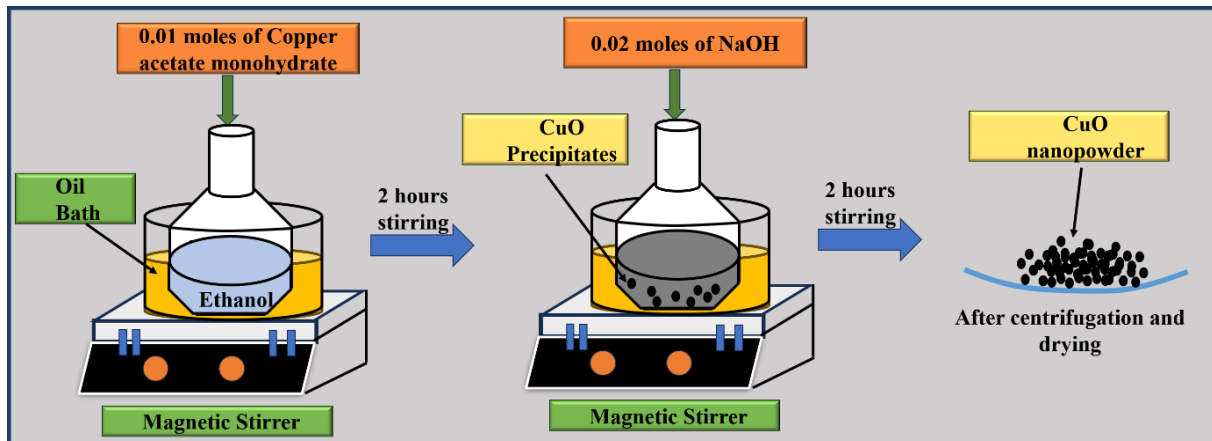 0.01 moles of Copper
acetate monohydrate
Oil
Bath
Ethanol
Magnetic Stirrer
2 hours
stirring
0.02 moles of NaOH
CuO
Precipitates
Magnetic Stirrer
2 hours
stirring
CuO
nanopowder
After centrifugation and
drying